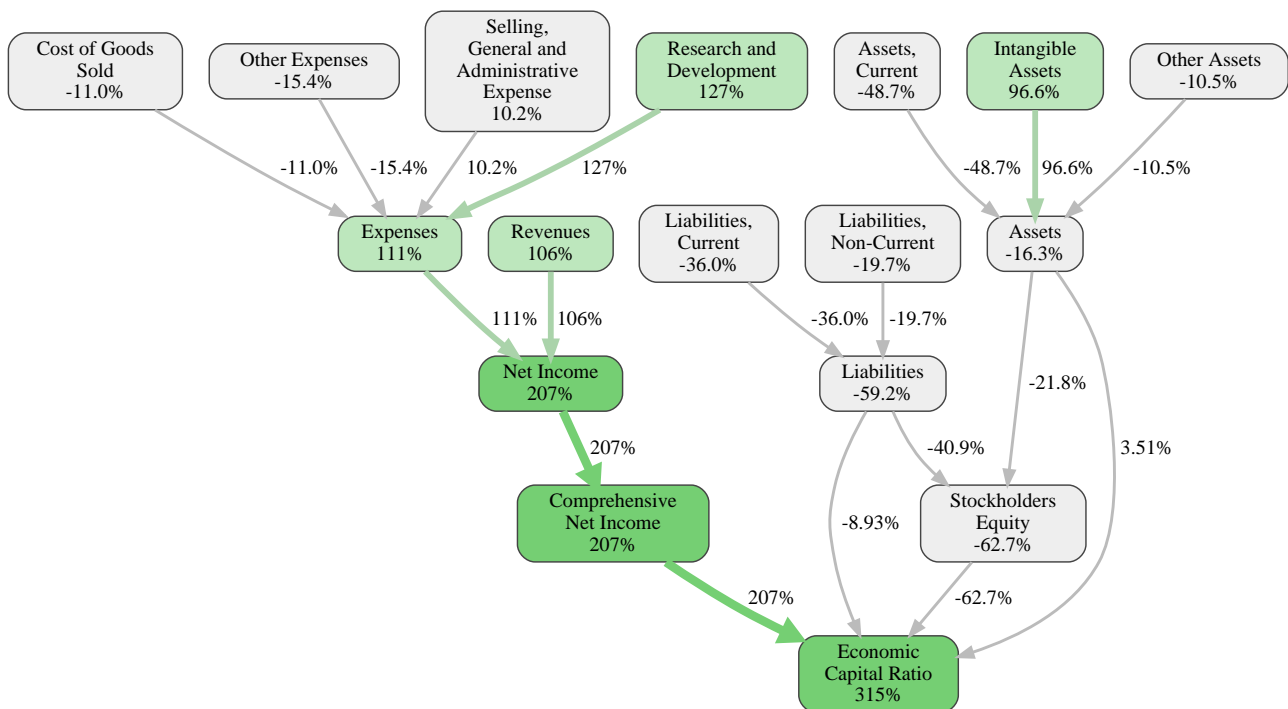 Cost of Goods
Sold
-11.0%
Other Expenses
-15.4%
Selling,
General and
Administrative
Expense
10.2%
Research and
Development
127%
Assets,
Current
-48.7%
Intangible
Assets
96.6%
Other Assets
-10.5%
-11.0%
-15.4%
10.2%
127%
-48.7%
96.6%
-10.5%
Expenses
111%
Revenues
106%
Liabilities,
Current
-36.0%
Liabilities,
Non-Current
-19.7%
Assets
-16.3%
111%
106%
-36.0%
-19.7%
Net Income
207%
Liabilities
-59.2%
-21.8%
207%
-40.9%
3.51%
Comprehensive
Net Income
207%
-8.93%
Stockholders
Equity
-62.7%
207%
-62.7%
Economic
Capital Ratio
315%